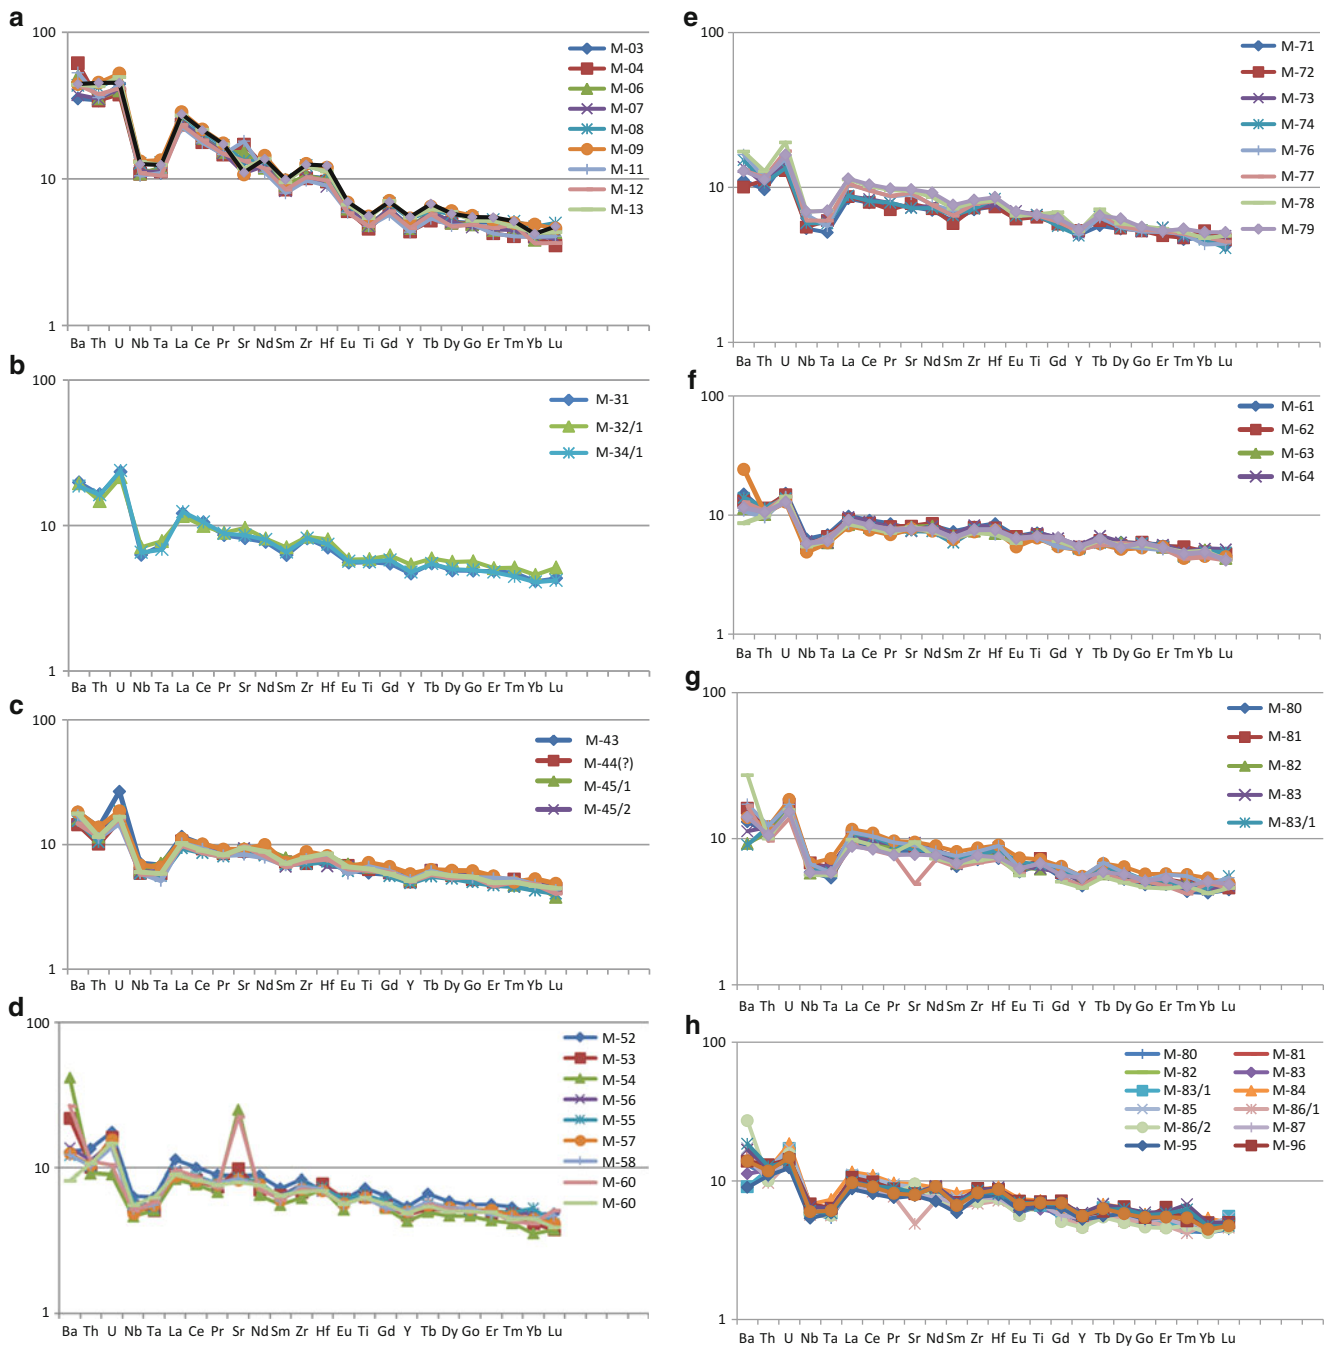 a
100
10
1
Ba Th U Nb Ta La Ce Pr Sr Nd Sm Zr Hf Eu Ti Gd Y Tb Dy Go Er Tm Yb Lu
M-03
M-04
M-06
M-07
M-08
M-09
M-11
M-12
M-13
b
100
10
1
Ba Th U Nb Ta La Ce Pr Sr Nd Sm Zr Hf Eu Ti Gd Y Tb Dy Go Er Tm Yb Lu
M-31
M-32/1
M-34/1
c
100
10
1
Ba Th U Nb Ta La Ce Pr Sr Nd Sm Zr Hf Eu Ti Gd Y Tb Dy Go Er Tm Yb Lu
M-43
M-44(?)
M-45/1
M-45/2
d
100
10
1
Ba Th U Nb Ta La Ce Pr Sr Nd Sm Zr Hf Eu Ti Gd Y Tb Dy Go Er Tm Yb Lu
M-52
M-53
M-54
M-56
M-55
M-57
M-58
M-60
M-60
e
100
10
1
Ba Th U Nb Ta La Ce Pr Sr Nd Sm Zr Hf Eu Ti Gd Y Tb Dy Go Er Tm Yb Lu
M-71
M-72
M-73
M-74
M-76
M-77
M-78
M-79
f
100
10
1
Ba Th U Nb Ta La Ce Pr Sr Nd Sm Zr Hf Eu Ti Gd Y Tb Dy Go Er Tm Yb Lu
M-61
M-62
M-63
M-64
g
100
10
1
Ba Th U Nb Ta La Ce Pr Sr Nd Sm Zr Hf Eu Ti Gd Y Tb Dy Go Er Tm Yb Lu
M-80
M-81
M-82
M-83
M-83/1
h
100
10
1
Ba Th U Nb Ta La Ce Pr Sr Nd Sm Zr Hf Eu Ti Gd Y Tb Dy Go Er Tm Yb Lu
M-80 M-81
M-82 M-83
M-83/1 M-84
M-85 M-86/1
M-86/2 M-87
M-95 M-96